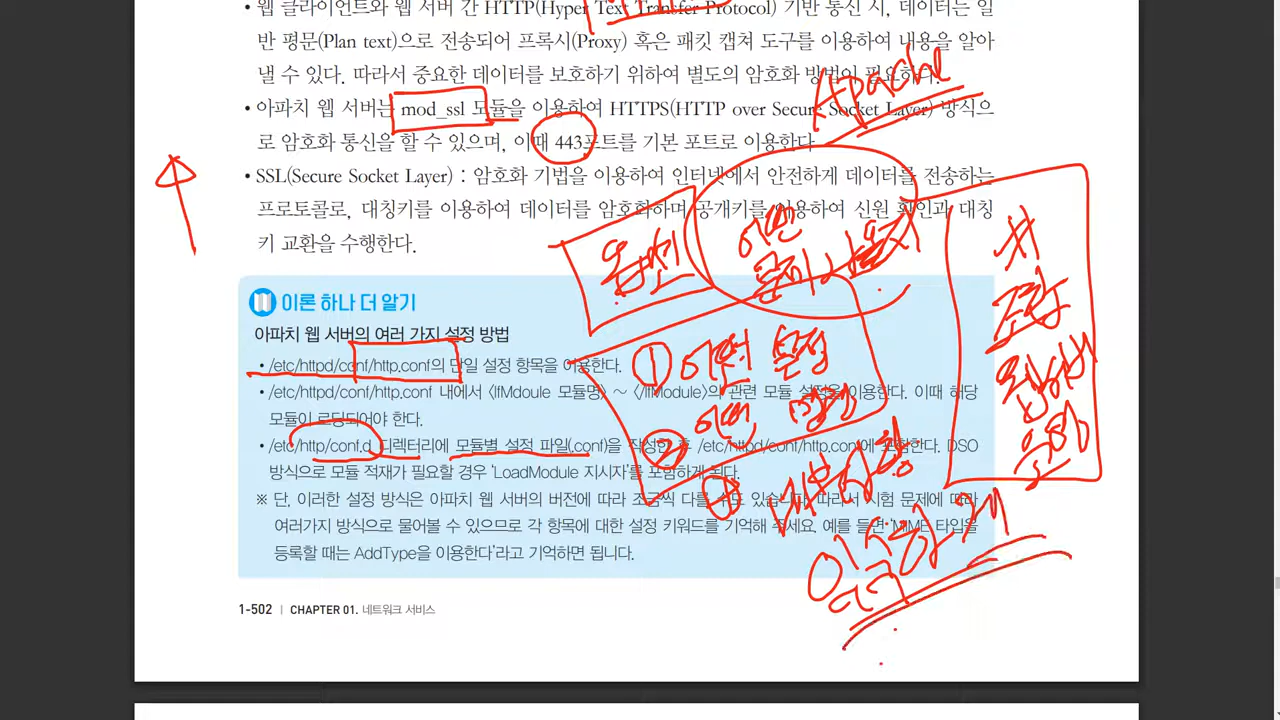 • 웹 클라이언트와 웹 서버 간 HTTP(Hyper Text Transfer Protocol) 기반 통신 시, 데이터는 일
반 평문(Plan text)으로 전송되어 프록시(Proxy) 혹은 패킷 캡쳐 도구를 이용하여 내용을 알아
낼 수 있다. 따라서 중요한 데이터를 보호하기 위하여 별도의 암호화 방법이 필요하다.
Apache
• 아파치 웹 서버는 mod_ssl 모듈을 이용하여 HTTPS(HTTP over Secure Socket Layer) 방식으
로 암호화 통신을 할 수 있으며, 이때 443포트를 기본 포트로 이용한다
• SSL(Secure Socket Layer) : 암호화 기법을 이용하여 인터넷에서 안전하게 데이터를 전송하는
프로토콜로, 대칭키를 이용하여 데이터를 암호화하며 공개키를 이용하여 신원 확인과 대칭
키 교환을 수행한다.
이론 하나 더 알기
아파치 웹 서버의 여러 가지 설정 방법
• /etc/httpd/conf/http.conf의 단일 설정 항목을 이용한다.
① 어떤 설정
• /etc/httpd/conf/http.conf 내에서 〈IfMdoule 모듈명〉 ~ 〈/IfModule〉의 관련 모듈 설정을 이용한다. 이때 해당
모듈이 로딩되어야 한다.
② 어떤 명령
• /etc/http/conf.d 디렉터리에 모듈별 설정 파일(.conf)을 작성한 후 /etc/httpd/conf/http.conf에 포함한다. DSO
방식으로 모듈 적재가 필요할 경우 'LoadModule 지시자'를 포함하게 된다.
※ 단, 이러한 설정 방식은 아파치 웹 서버의 버전에 따라 조금씩 다를 수도 있습니다. 따라서 시험 문제에 따라
여러가지 방식으로 물어볼 수 있으므로 각 항목에 대한 설정 키워드를 기억해 주세요. 예를 들면 'MIME 타입을
등록할 때는 AddType을 이용한다'라고 기억하면 됩니다.
1-502 | CHAPTER 01. 네트워크 서비스